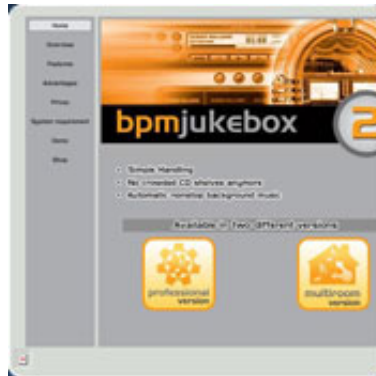 Home
Overview
Features
Advantages
Prices
System requirement
Demo
Shop
bpmjukebox 2
Simple Handling
No crowded CD shelves anymore
Automatic nonstop background music
Available in two different versions
professional
version
multiroom
version